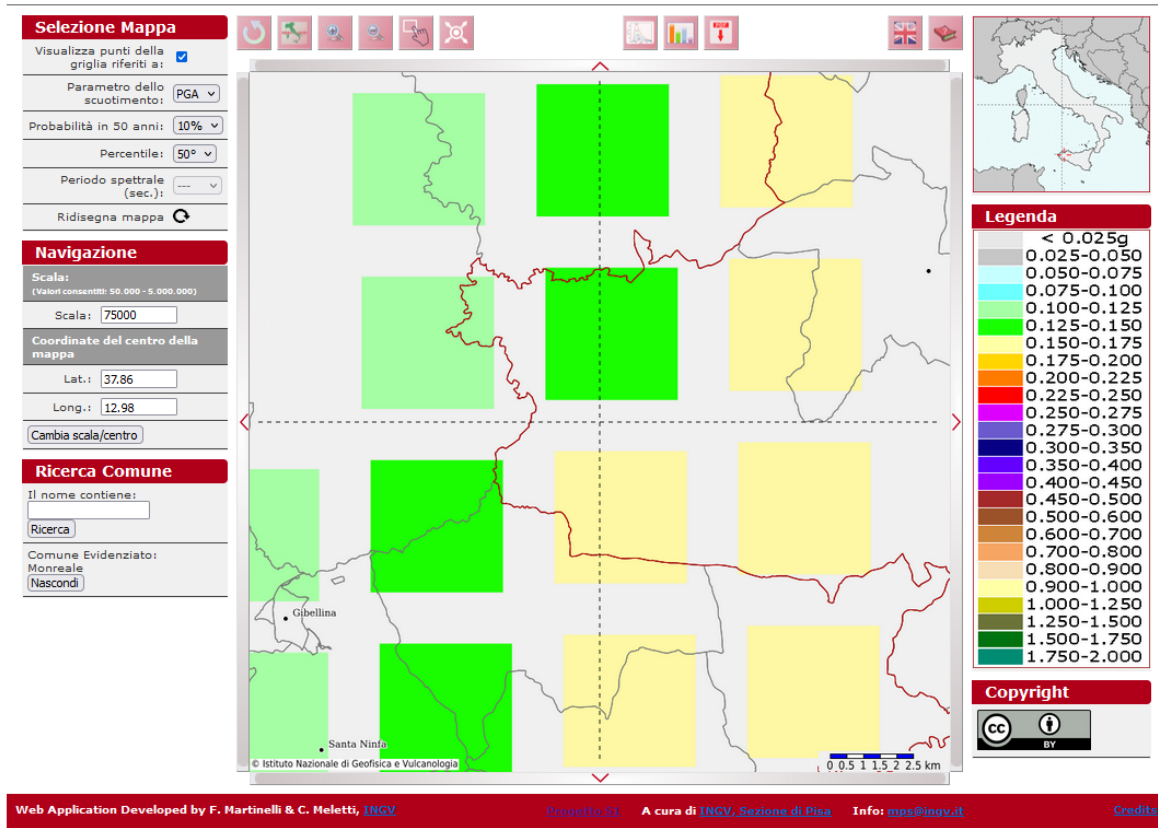 Selezione Mappa
Visualizza punti della
griglia riferiti a:
Parametro dello
scuotimento: PGA
Probabilità in 50 anni: 10%
Percentile: 50°
Periodo spettrale
(sec.): ---
Ridisegna mappa
Navigazione
Scala:
(Valori consentiti: 50.000 - 5.000.000)
Scala: 75000
Coordinate del centro della
mappa
Lat.: 37.86
Long.: 12.98
Cambia scala/centro
Ricerca Comune
Il nome contiene:
Ricerca
Comune Evidenziato:
Monreale
Nascondi
PDF
Gibellina
Santa Ninfa
© Istituto Nazionale di Geofisica e Vulcanologia
0 0.5 1 1.5 2 2.5 km
Legenda
< 0.025g
0.025-0.050
0.050-0.075
0.075-0.100
0.100-0.125
0.125-0.150
0.150-0.175
0.175-0.200
0.200-0.225
0.225-0.250
0.250-0.275
0.275-0.300
0.300-0.350
0.350-0.400
0.400-0.450
0.450-0.500
0.500-0.600
0.600-0.700
0.700-0.800
0.800-0.900
0.900-1.000
1.000-1.250
1.250-1.500
1.500-1.750
1.750-2.000
Copyright
cc
BY
Web Application Developed by F. Martinelli & C. Meletti, INGV
Progetto S1 A cura di INGV, Sezione di Pisa Info: mps@ingv.it
Credits